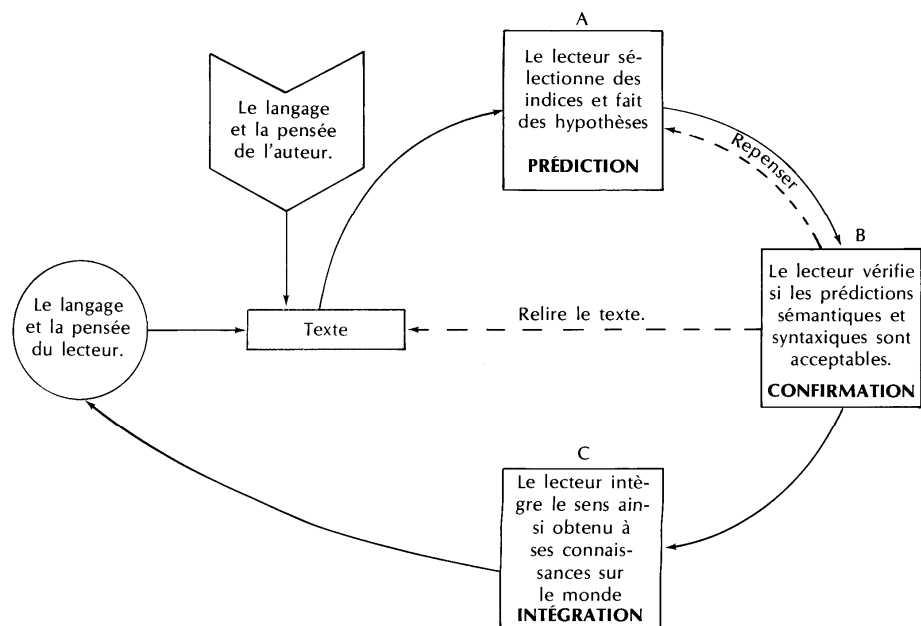 A
Le lecteur sé-
lectionne des
indices et fait
des hypothèses
PRÉDICTION
Le langage
et la pensée
de l'auteur.
Repenser
B
Le lecteur vérifie
si les prédictions
sémantiques et
syntaxiques sont
acceptables.
CONFIRMATION
Le langage
et la pensée
du lecteur.
Texte
Relire le texte.
C
Le lecteur intè-
gre le sens ain-
si obtenu à
ses connais-
sances sur
le monde
INTÉGRATION